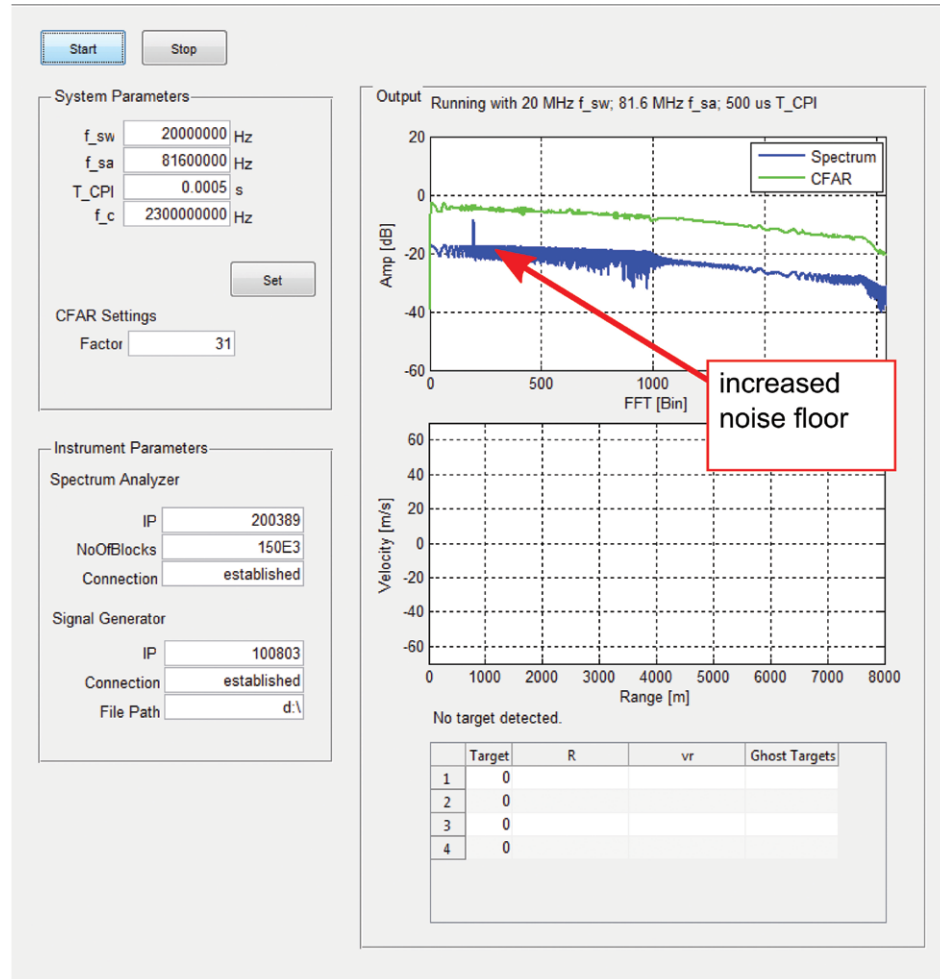 Start Stop
System Parameters
f_sw 20000000 Hz
f_sa 81600000 Hz
T_CPI 0.0005 s
f_c 2300000000 Hz
Set
CFAR Settings
Factor 31
Instrument Parameters
Spectrum Analyzer
IP 200389
NoOfBlocks 150E3
Connection established
Signal Generator
IP 100803
Connection established
File Path d:\
Output
Running with 20 MHz f_sw; 81.6 MHz f_sa; 500 us T_CPI
20
0
-20
-40
-60
Amp [dB]
Spectrum
CFAR
0 500 1000
FFT [Bin]
increased
noise floor
60
40
20
0
-20
-40
-60
Velocity [m/s]
0 1000 2000 3000 4000 5000 6000 7000 8000
Range [m]
No target detected.
Target R vr Ghost Targets
1 0
2 0
3 0
4 0